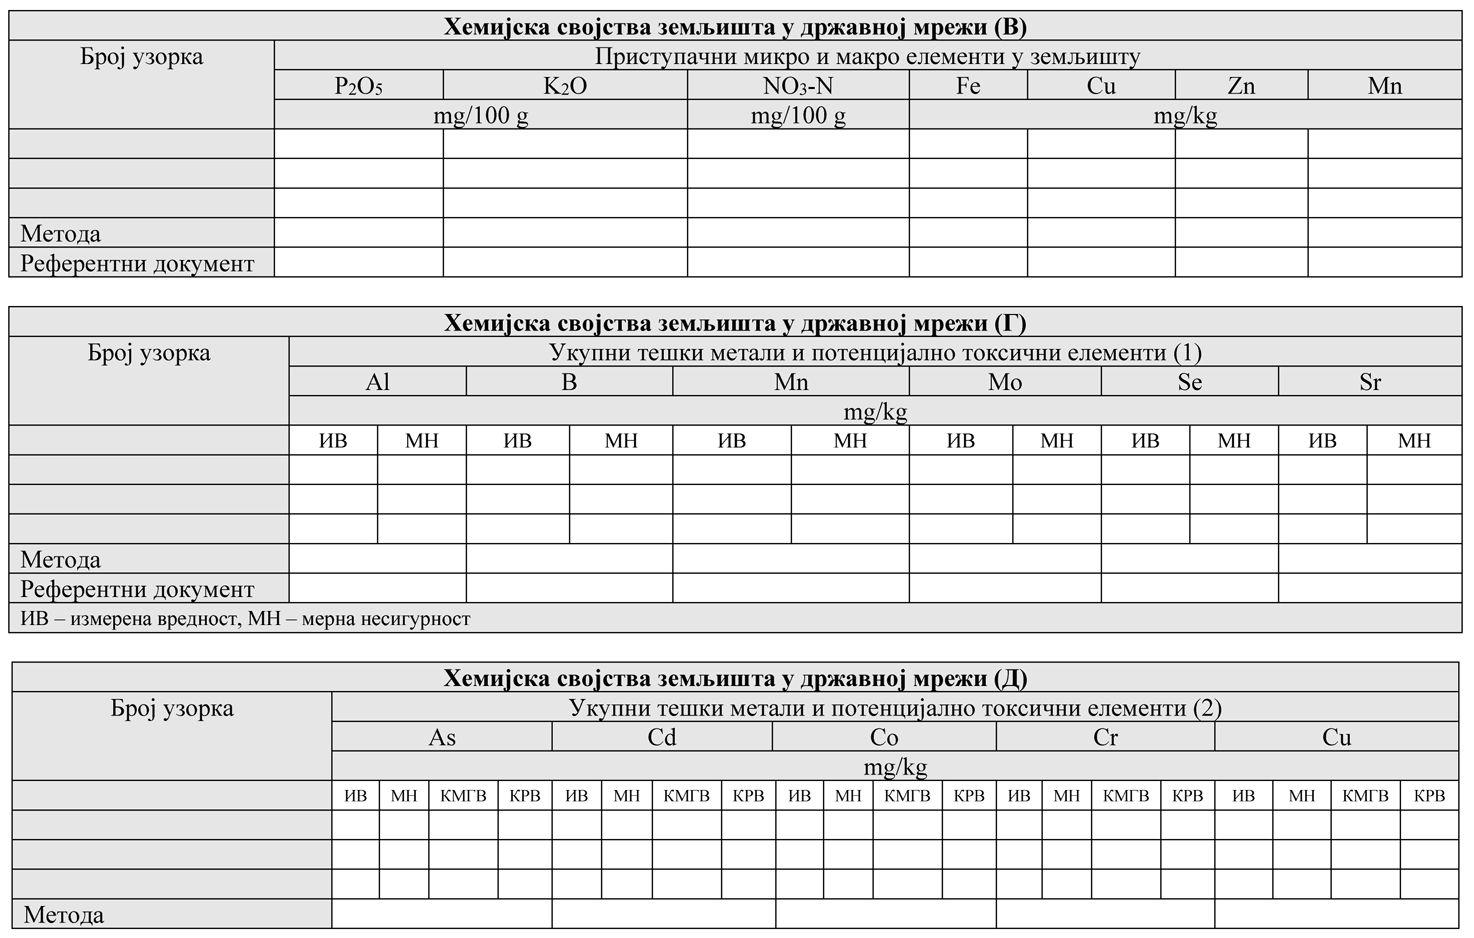 Хемијска својства земљишта у државној мрежи (В)
Број узорка Приступачни микро и макро елементи у земљишту
P2O5 K2O NO3-N Fe Cu Zn Mn
mg/100 g mg/100 g mg/kg
Метода
Референтни документ
Хемијска својства земљишта у државној мрежи (Г)
Број узорка Укупни тешки метали и потенцијално токсични елементи (1)
Al B Mn Mo Se Sr
mg/kg
ИВ МН ИВ МН ИВ МН ИВ МН ИВ МН ИВ МН
Метода
Референтни документ
ИВ – измерена вредност, МН – мерна несигурност
Хемијска својства земљишта у државној мрежи (Д)
Број узорка Укупни тешки метали и потенцијално токсични елементи (2)
As Cd Co Cr Cu
mg/kg
ИВ МН КМГВ КРВ ИВ МН КМГВ КРВ ИВ МН КМГВ КРВ ИВ МН КМГВ КРВ ИВ МН КМГВ КРВ
Метода